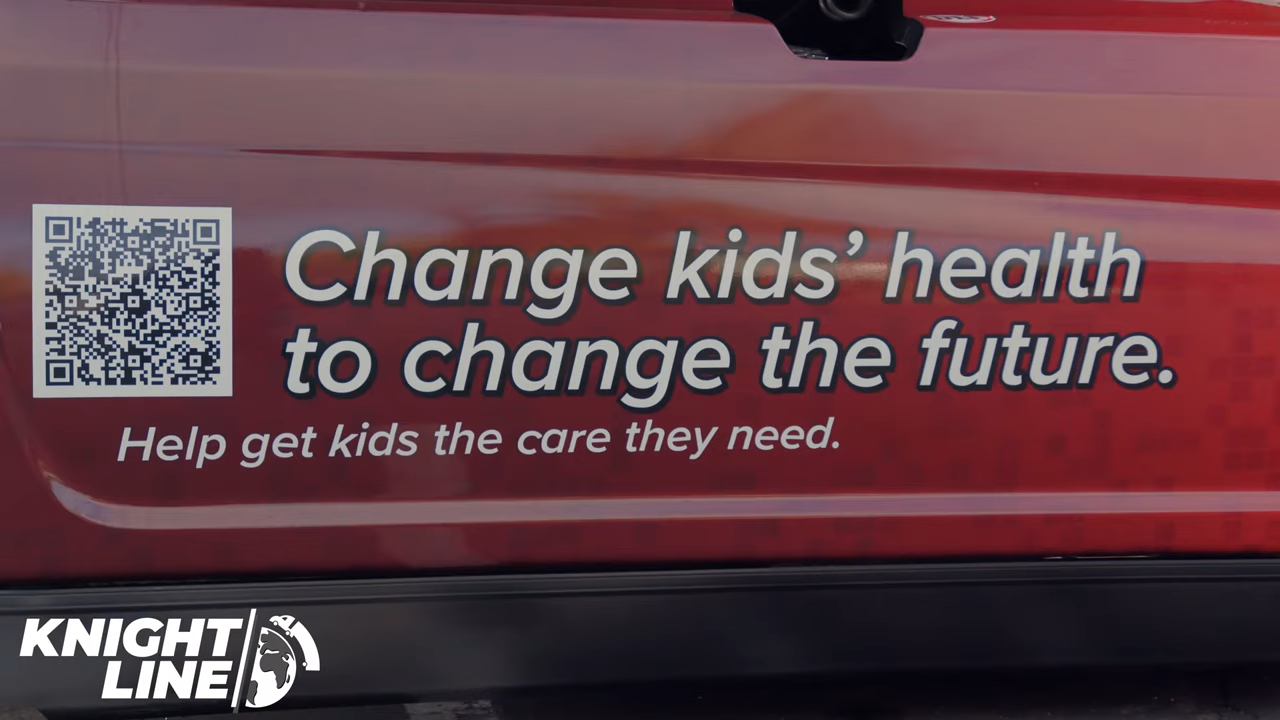 Change kids’ health
to change the future.
Help get kids the care they need.
KNIGHT
LINE